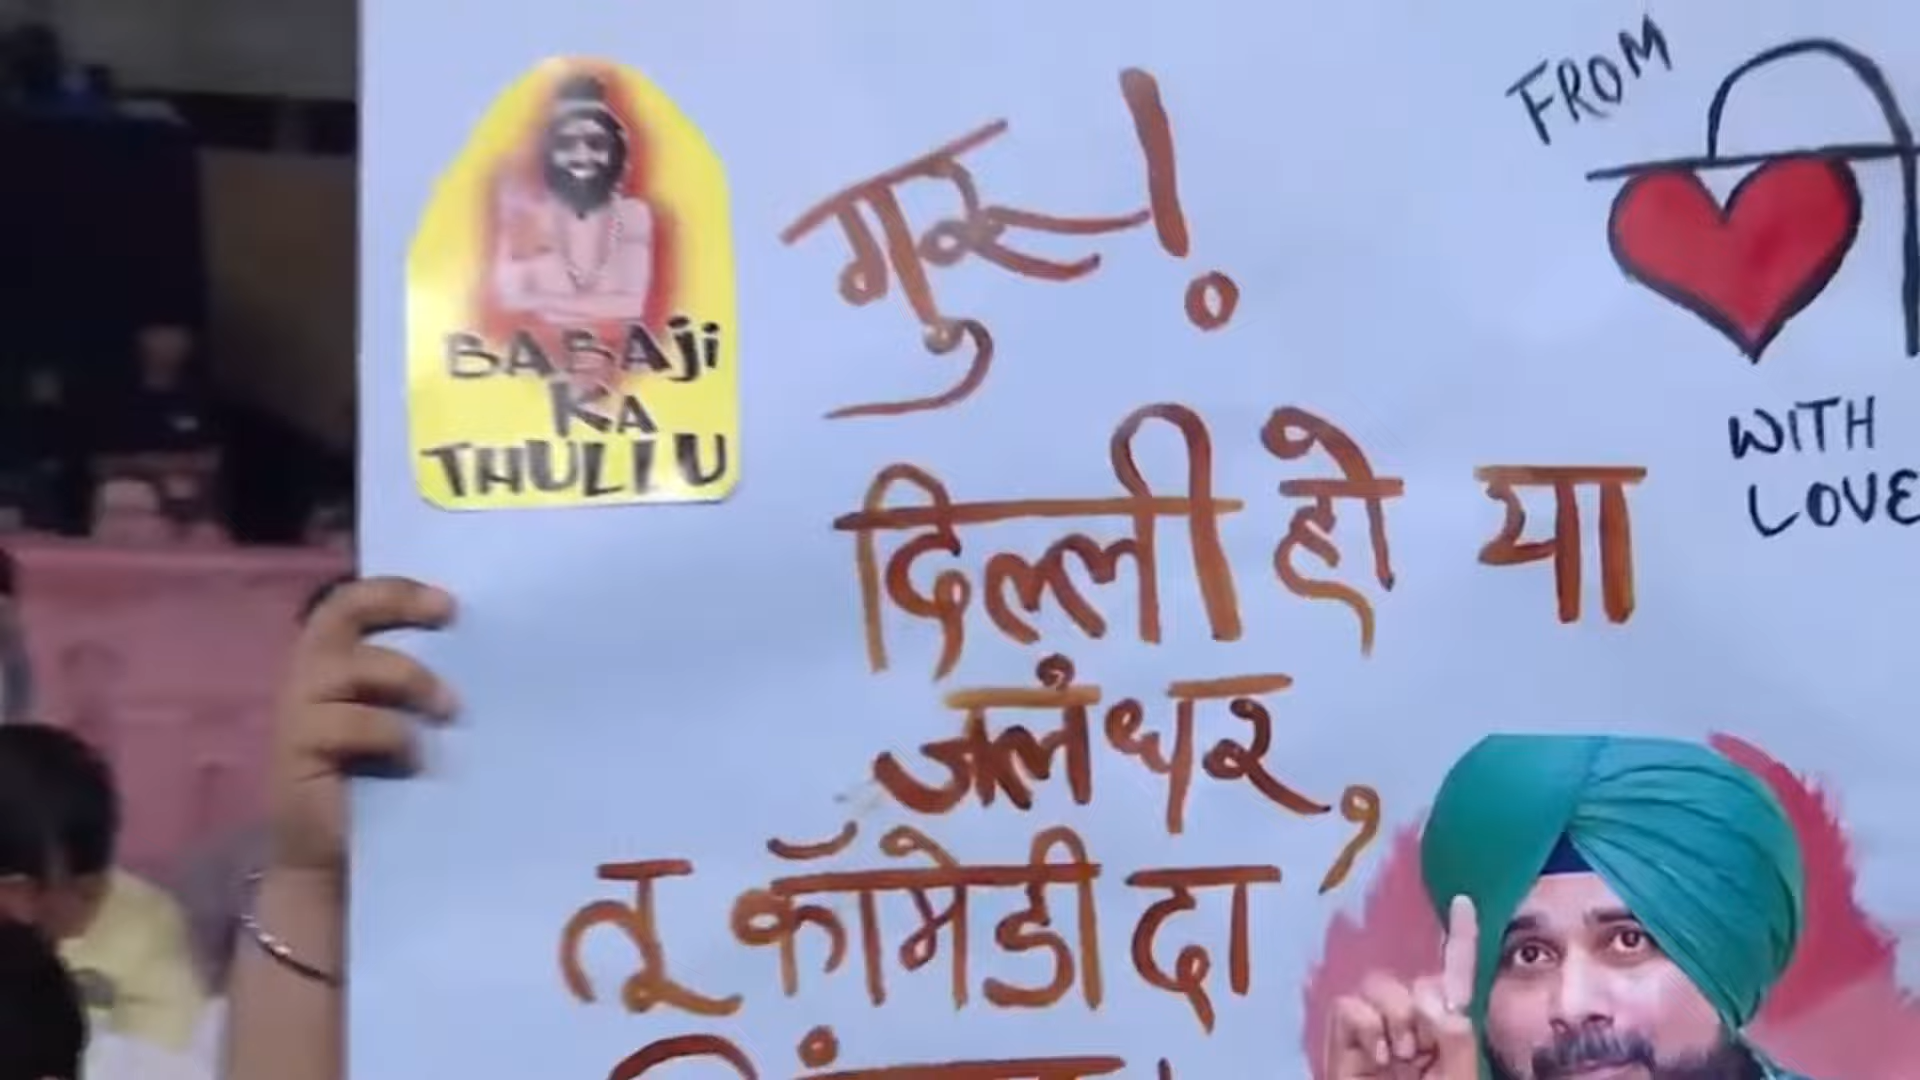 BABAJi
KA
THULLU
गुरू!
FROM
WITH
LOVE
दिल्ली हो या
जलंधर,
तू कॉमेडी दा